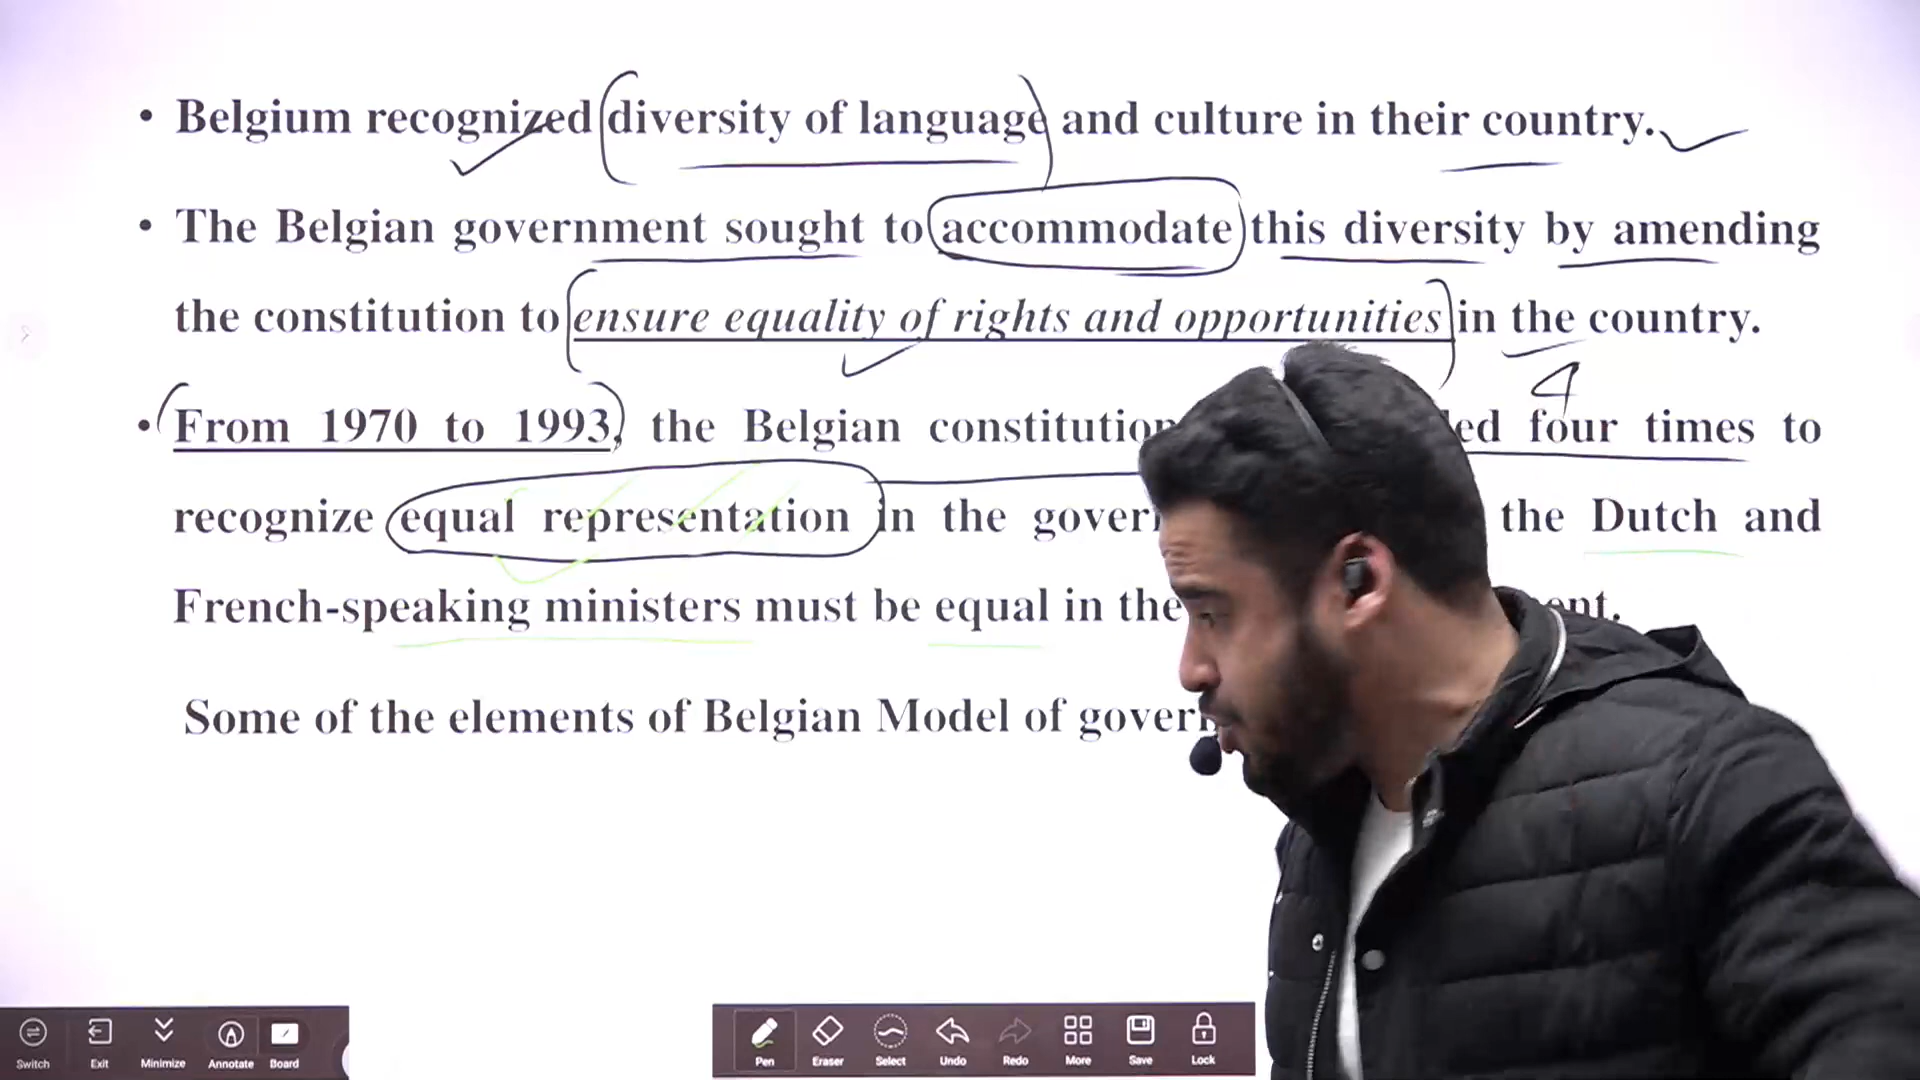 • Belgium recognized diversity of language and culture in their country.
• The Belgian government sought to accommodate this diversity by amending
the constitution to ensure equality of rights and opportunities in the country.
4
• From 1970 to 1993, the Belgian constitution four times to
recognize equal representation in the the Dutch and
French-speaking ministers must be equal in the
Some of the elements of Belgian Model of
Switch Exit Minimize Annotate Board Pen Eraser Select Undo Redo More Save Lock